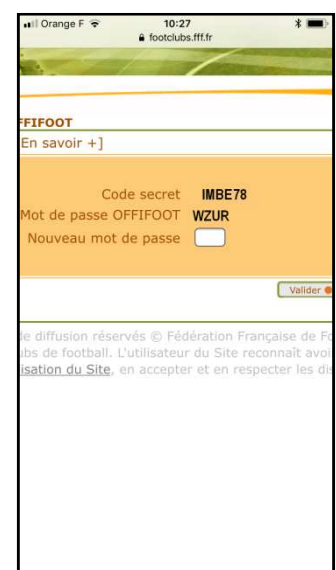 Orange F 10:27
footclubs.fff.fr
FFIFOOT
En savoir +]
Code secret IMBE78
Mot de passe OFFIFOOT WZUR
Nouveau mot de passe
Valider
de diffusion réservés © Fédération Française de Fo
ubs de football. L'utilisateur du Site reconnaît avoi
isation du Site, en accepter et en respecter les dis